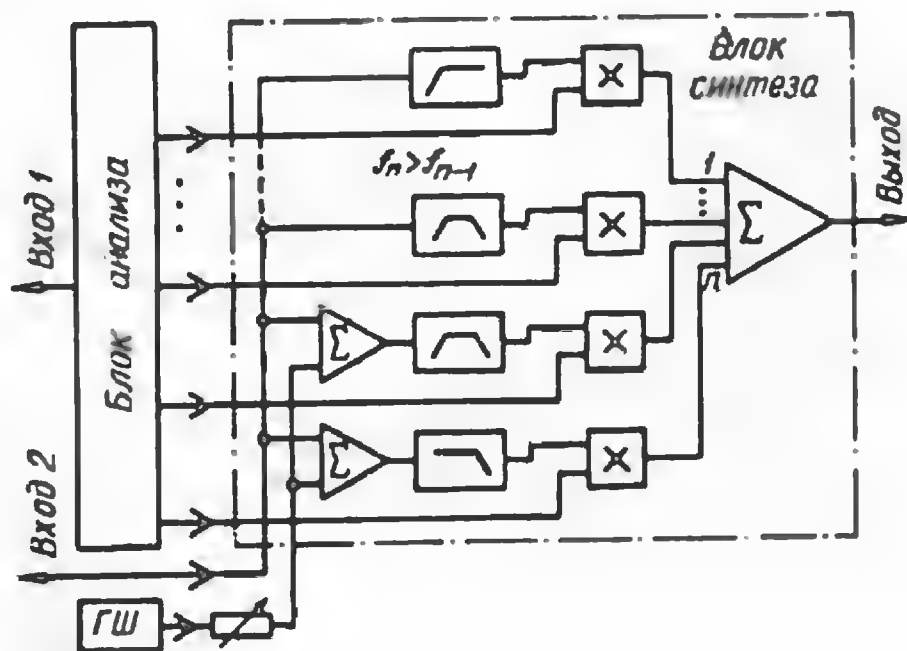 Блок
синтеза
Вход 1
Блок анализа
Вход 2
fₙ>fₙ₋₁
×
×
×
×
Σ
Σ
Σ
1
n
Выход
ГШ